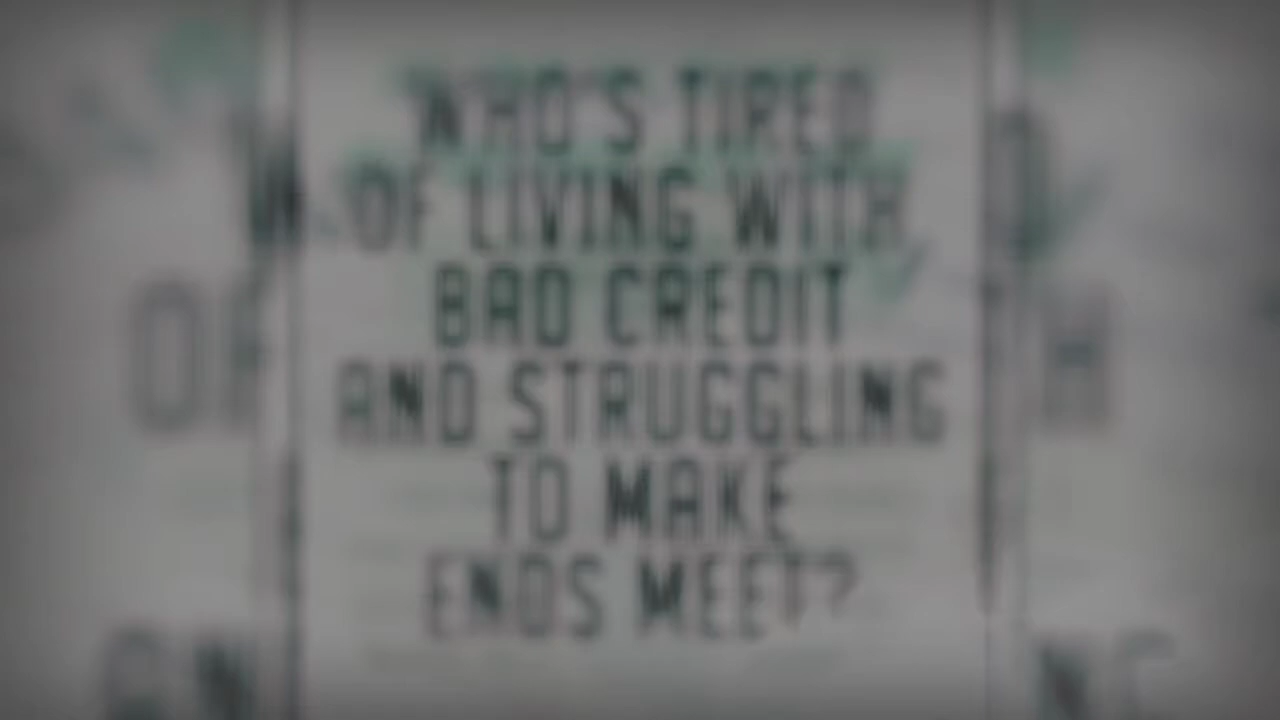 WHO'S TIRED
OF LIVING WITH
BAD CREDIT
AND STRUGGLING
TO MAKE
ENDS MEET?